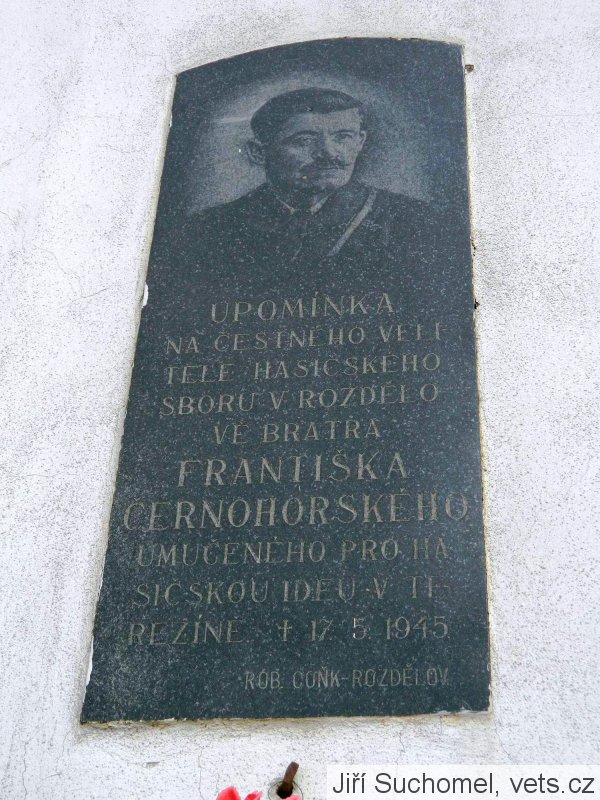 UPOMÍNKA
NA ČESTNÉHO VELI
TELE HASIČSKÉHO
SBORU V ROZDĚLO
VĚ BRATRA
FRANTIŠKA
ČERNOHORSKÉHO
UMUČENÉHO PRO HA
SIČSKOU IDEU V TE-
REZÍNĚ † 17. 5. 1945
ROB. COŇK-ROZDĚLOV.
Jiří Suchomel, vets.cz